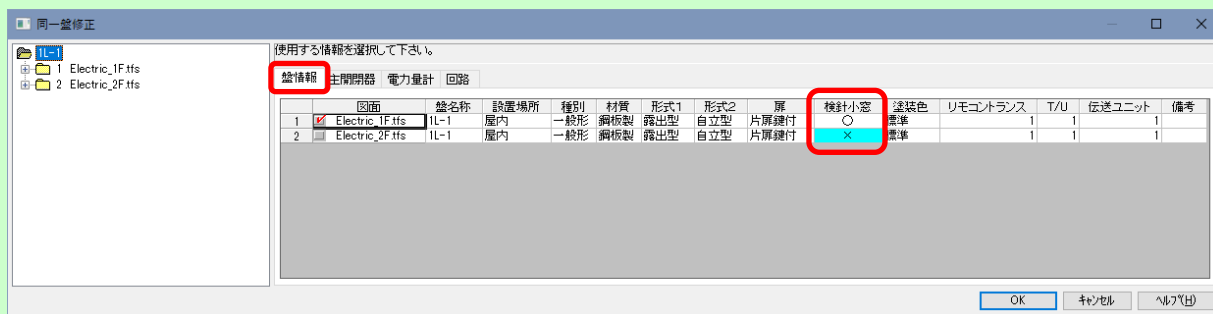 同一盤修正
1L-1
1 Electric_1F.tfs
2 Electric_2F.tfs
使用する情報を選択して下さい。
盤情報 主開閉器 電力量計 回路
図面 盤名称 設置場所 種別 材質 形式1 形式2 扉 検針小窓 塗装色 リモコントランス T/U 伝送ユニット 備考
1 Electric_1F.tfs 1L-1 屋内 一般形 鋼板製 露出型 自立型 片扉鍵付 ○ 標準 1 1 1
2 Electric_2F.tfs 1L-1 屋内 一般形 鋼板製 露出型 自立型 片扉鍵付 × 標準 1 1 1
OK キャンセル ヘルプ(H)